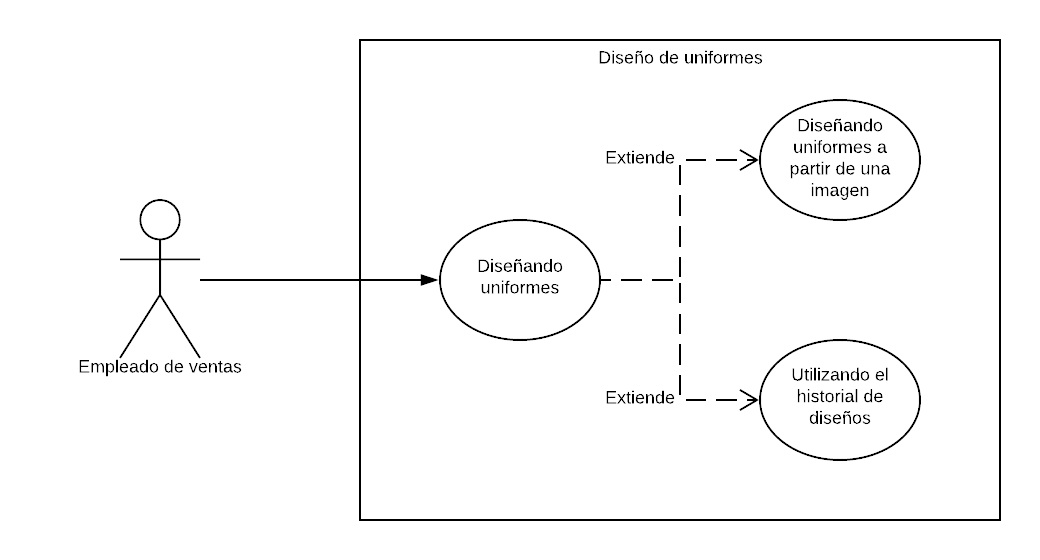 Diseño de uniformes
Diseñando
uniformes a
partir de una
imagen
Extiende
Diseñando
uniformes
Empleado de ventas
Extiende
Utilizando el
historial de
diseños